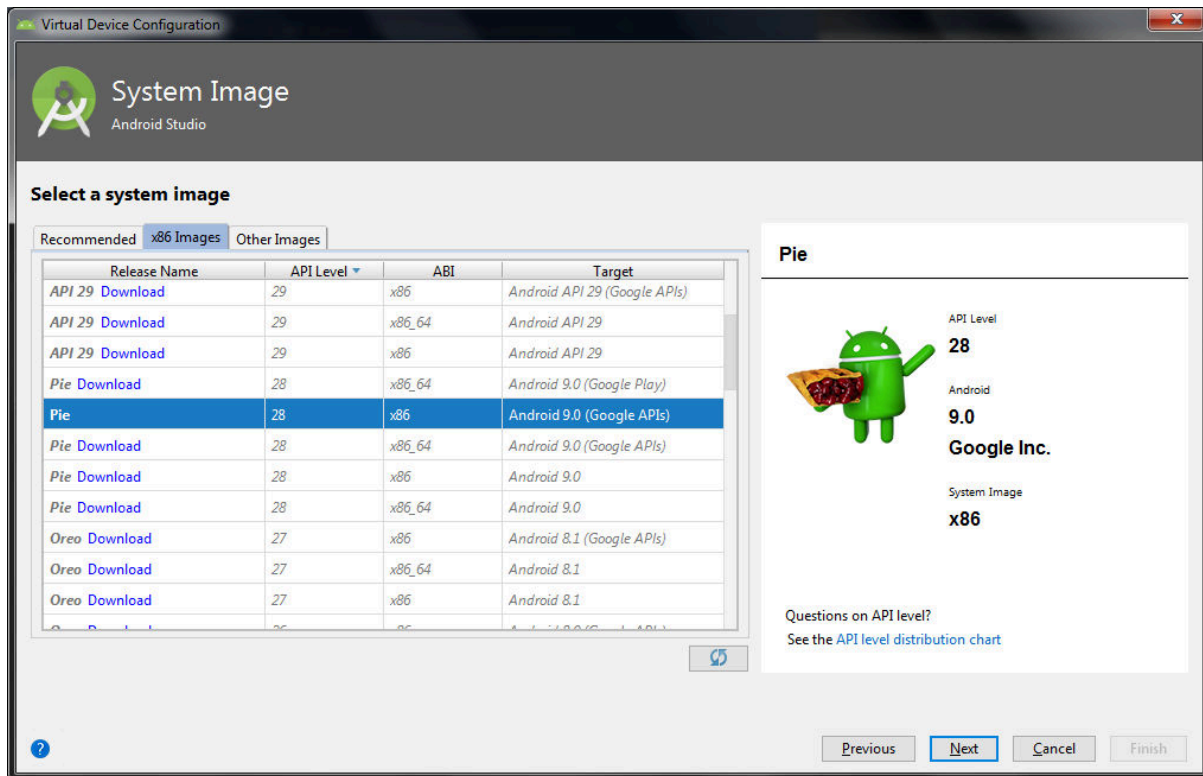 Virtual Device Configuration
System Image
Android Studio
Select a system image
Recommended x86 Images Other Images
Release Name API Level ABI Target
API 29 Download 29 x86 Android API 29 (Google APIs)
API 29 Download 29 x86_64 Android API 29
API 29 Download 29 x86 Android API 29
Pie Download 28 x86_64 Android 9.0 (Google Play)
Pie 28 x86 Android 9.0 (Google APIs)
Pie Download 28 x86_64 Android 9.0 (Google APIs)
Pie Download 28 x86 Android 9.0
Pie Download 28 x86_64 Android 9.0
Oreo Download 27 x86 Android 8.1 (Google APIs)
Oreo Download 27 x86_64 Android 8.1
Oreo Download 27 x86 Android 8.1
Pie
API Level
28
Android
9.0
Google Inc.
System Image
x86
Questions on API level?
See the API level distribution chart
? Previous Next Cancel Finish